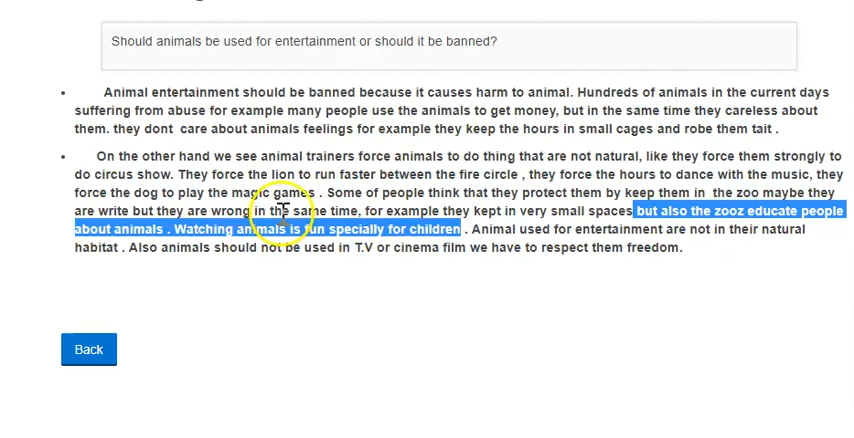 Should animals be used for entertainment or should it be banned?
Animal entertainment should be banned because it causes harm to animal. Hundreds of animals in the current days
suffering from abuse for example many people use the animals to get money, but in the same time they careless about
them. they dont care about animals feelings for example they keep the hours in small cages and robe them tait .
On the other hand we see animal trainers force animals to do thing that are not natural, like they force them strongly to
do circus show. They force the lion to run faster between the fire circle , they force the hours to dance with the music, they
force the dog to play the magic games . Some of people think that they protect them by keep them in the zoo maybe they
are write but they are wrong in the same time, for example they kept in very small spaces but also the zooz educate people
about animals . Watching animals is fun specially for children . Animal used for entertainment are not in their natural
habitat . Also animals should not be used in T.V or cinema film we have to respect them freedom.
Back